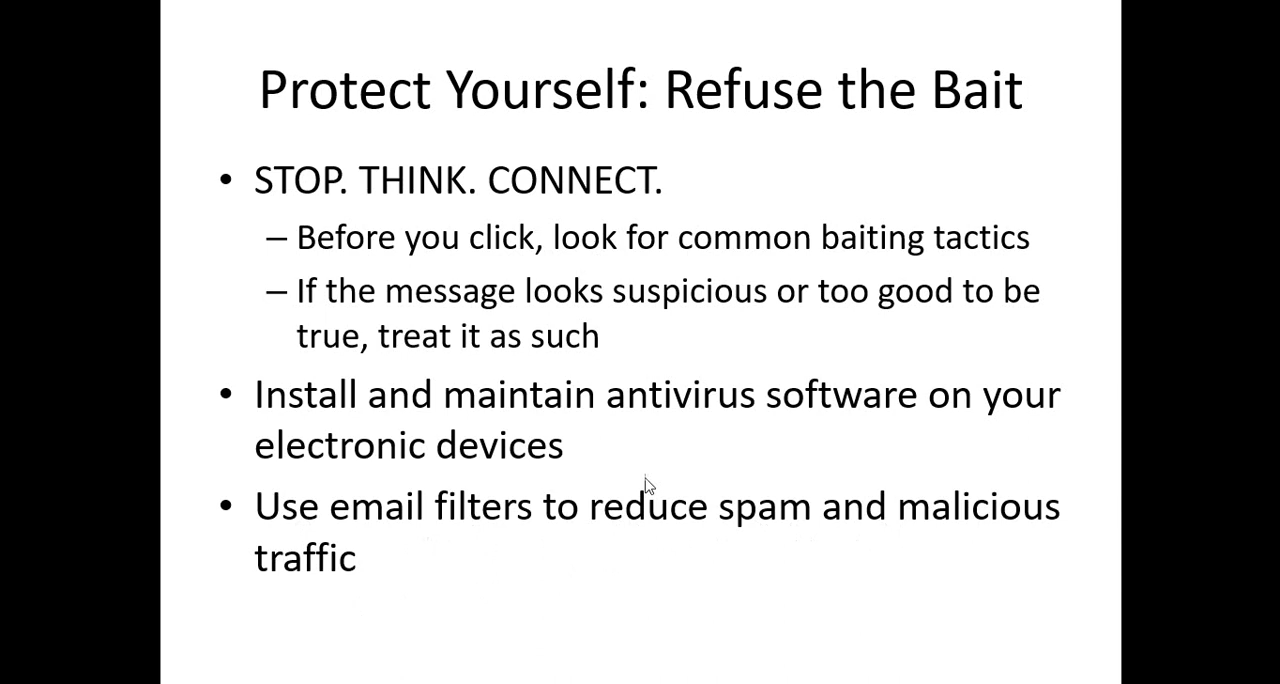 Protect Yourself: Refuse the Bait
• STOP. THINK. CONNECT.
– Before you click, look for common baiting tactics
– If the message looks suspicious or too good to be
true, treat it as such
• Install and maintain antivirus software on your
electronic devices
• Use email filters to reduce spam and malicious
traffic